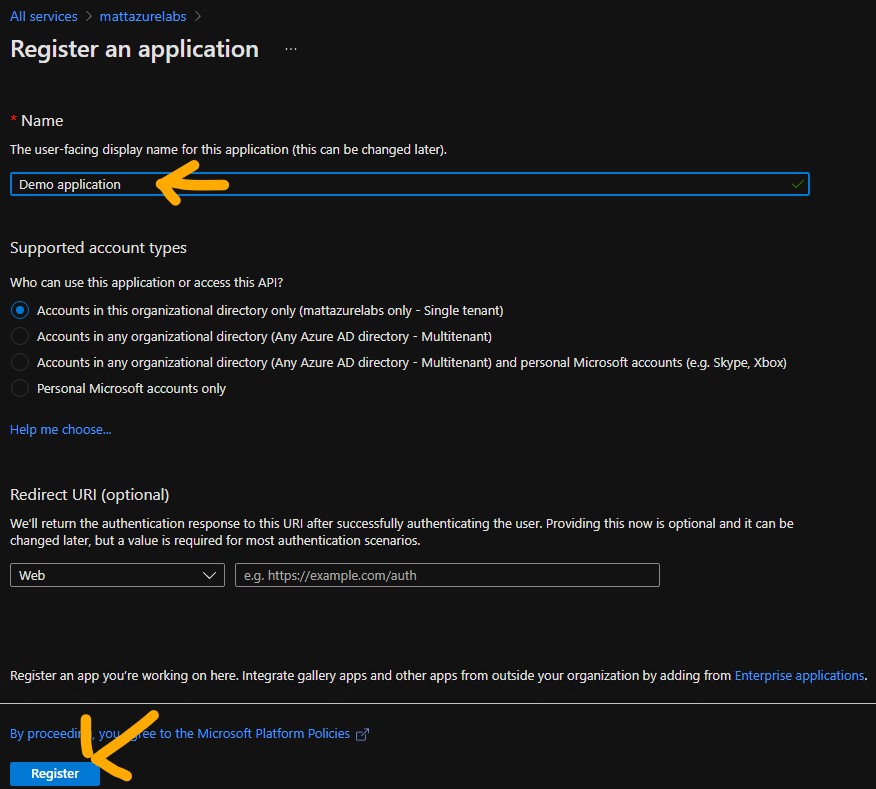 All services > mattazurelabs >
Register an application ...
* Name
The user-facing display name for this application (this can be changed later).
Demo application
Supported account types
Who can use this application or access this API?
Accounts in this organizational directory only (mattazurelabs only - Single tenant)
Accounts in any organizational directory (Any Azure AD directory - Multitenant)
Accounts in any organizational directory (Any Azure AD directory - Multitenant) and personal Microsoft accounts (e.g. Skype, Xbox)
Personal Microsoft accounts only
Help me choose...
Redirect URI (optional)
We'll return the authentication response to this URI after successfully authenticating the user. Providing this now is optional and it can be
changed later, but a value is required for most authentication scenarios.
Web
e.g. https://example.com/auth
Register an app you're working on here. Integrate gallery apps and other apps from outside your organization by adding from Enterprise applications.
By proceeding, you agree to the Microsoft Platform Policies
Register